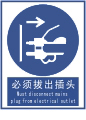 必须拔出插头
Must disconnect mains
plug from electrical outlet